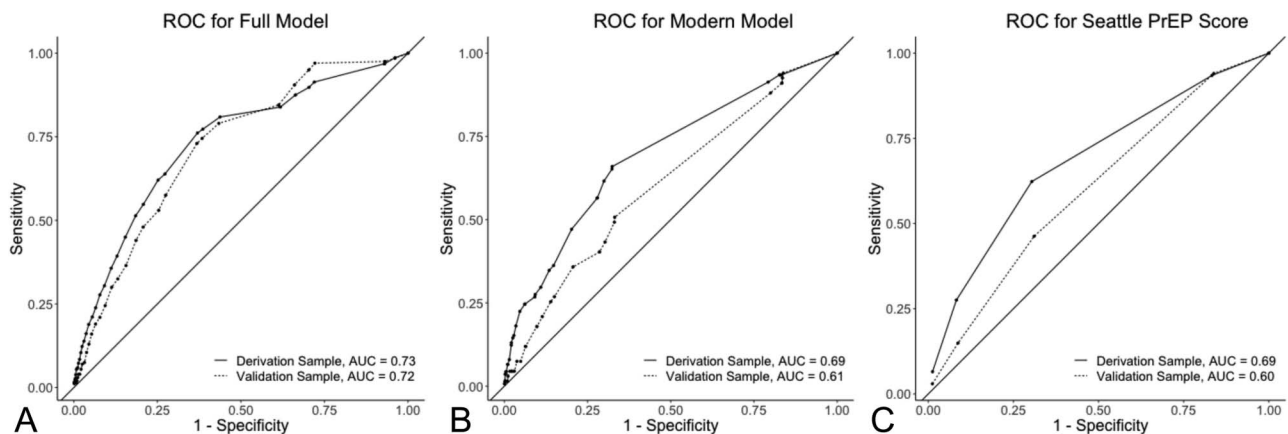 ROC for Full Model
1.00
0.75
0.50
0.25
0.00
Sensitivity
Derivation Sample, AUC = 0.73
Validation Sample, AUC = 0.72
0.00 0.25 0.50 0.75 1.00
1 - Specificity
A
ROC for Modern Model
1.00
0.75
0.50
0.25
0.00
Sensitivity
Derivation Sample, AUC = 0.69
Validation Sample, AUC = 0.61
0.00 0.25 0.50 0.75 1.00
1 - Specificity
B
ROC for Seattle PrEP Score
1.00
0.75
0.50
0.25
0.00
Sensitivity
Derivation Sample, AUC = 0.69
Validation Sample, AUC = 0.60
0.00 0.25 0.50 0.75 1.00
1 - Specificity
C